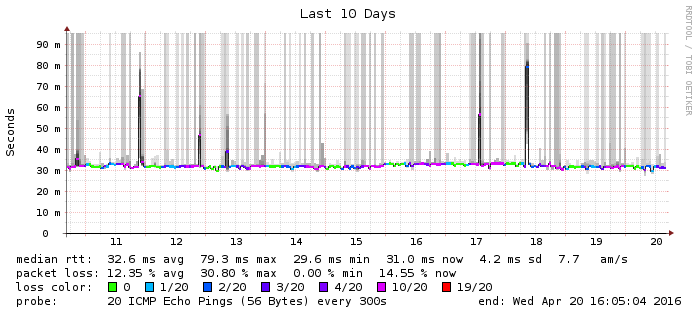 Last 10 Days
RRDTOOL / TOBI OETIKER
Seconds
90 m
80 m
70 m
60 m
50 m
40 m
30 m
20 m
10 m
0
11 12 13 14 15 16 17 18 19 20
median rtt: 32.6 ms avg 79.3 ms max 29.6 ms min 31.0 ms now 4.2 ms sd 7.7 am/s
packet loss: 12.35 % avg 30.80 % max 0.00 % min 14.55 % now
loss color: 0 1/20 2/20 3/20 4/20 10/20 19/20
probe: 20 ICMP Echo Pings (56 Bytes) every 300s end: Wed Apr 20 16:05:04 2016